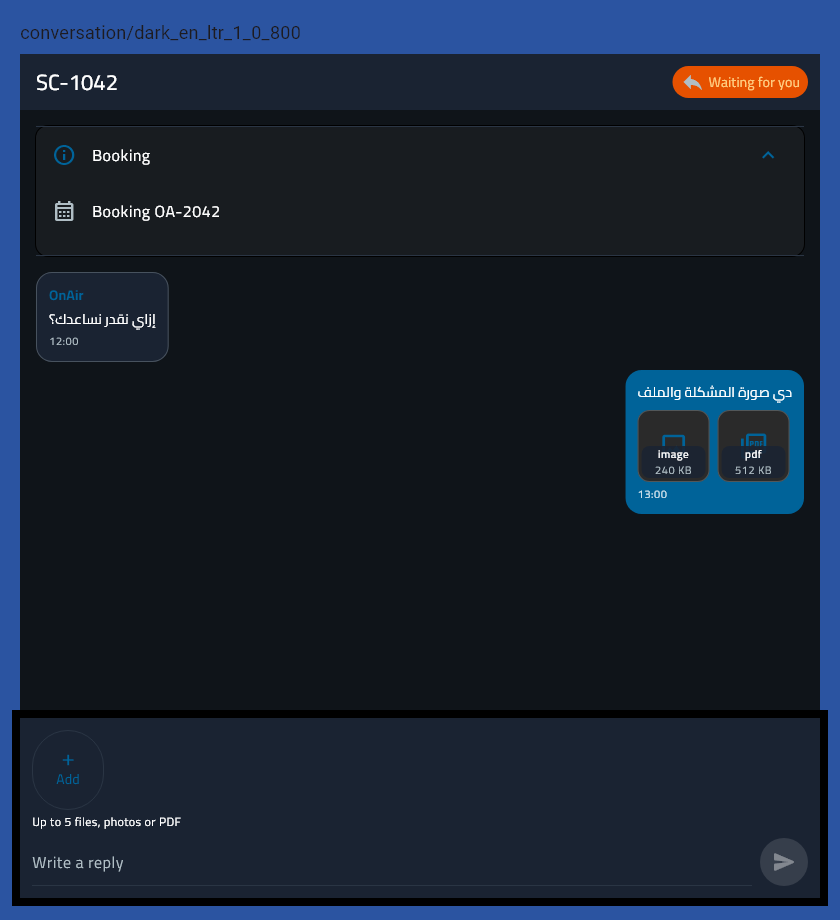 conversation/dark_en_ltr_1_0_800
SC-1042
Waiting for you
Booking
Booking OA-2042
OnAir
إزاي نقدر نساعدك؟
12:00
دي صورة المشكلة والملف
image
240 KB
PDF
pdf
512 KB
13:00
Add
Up to 5 files, photos or PDF
Write a reply